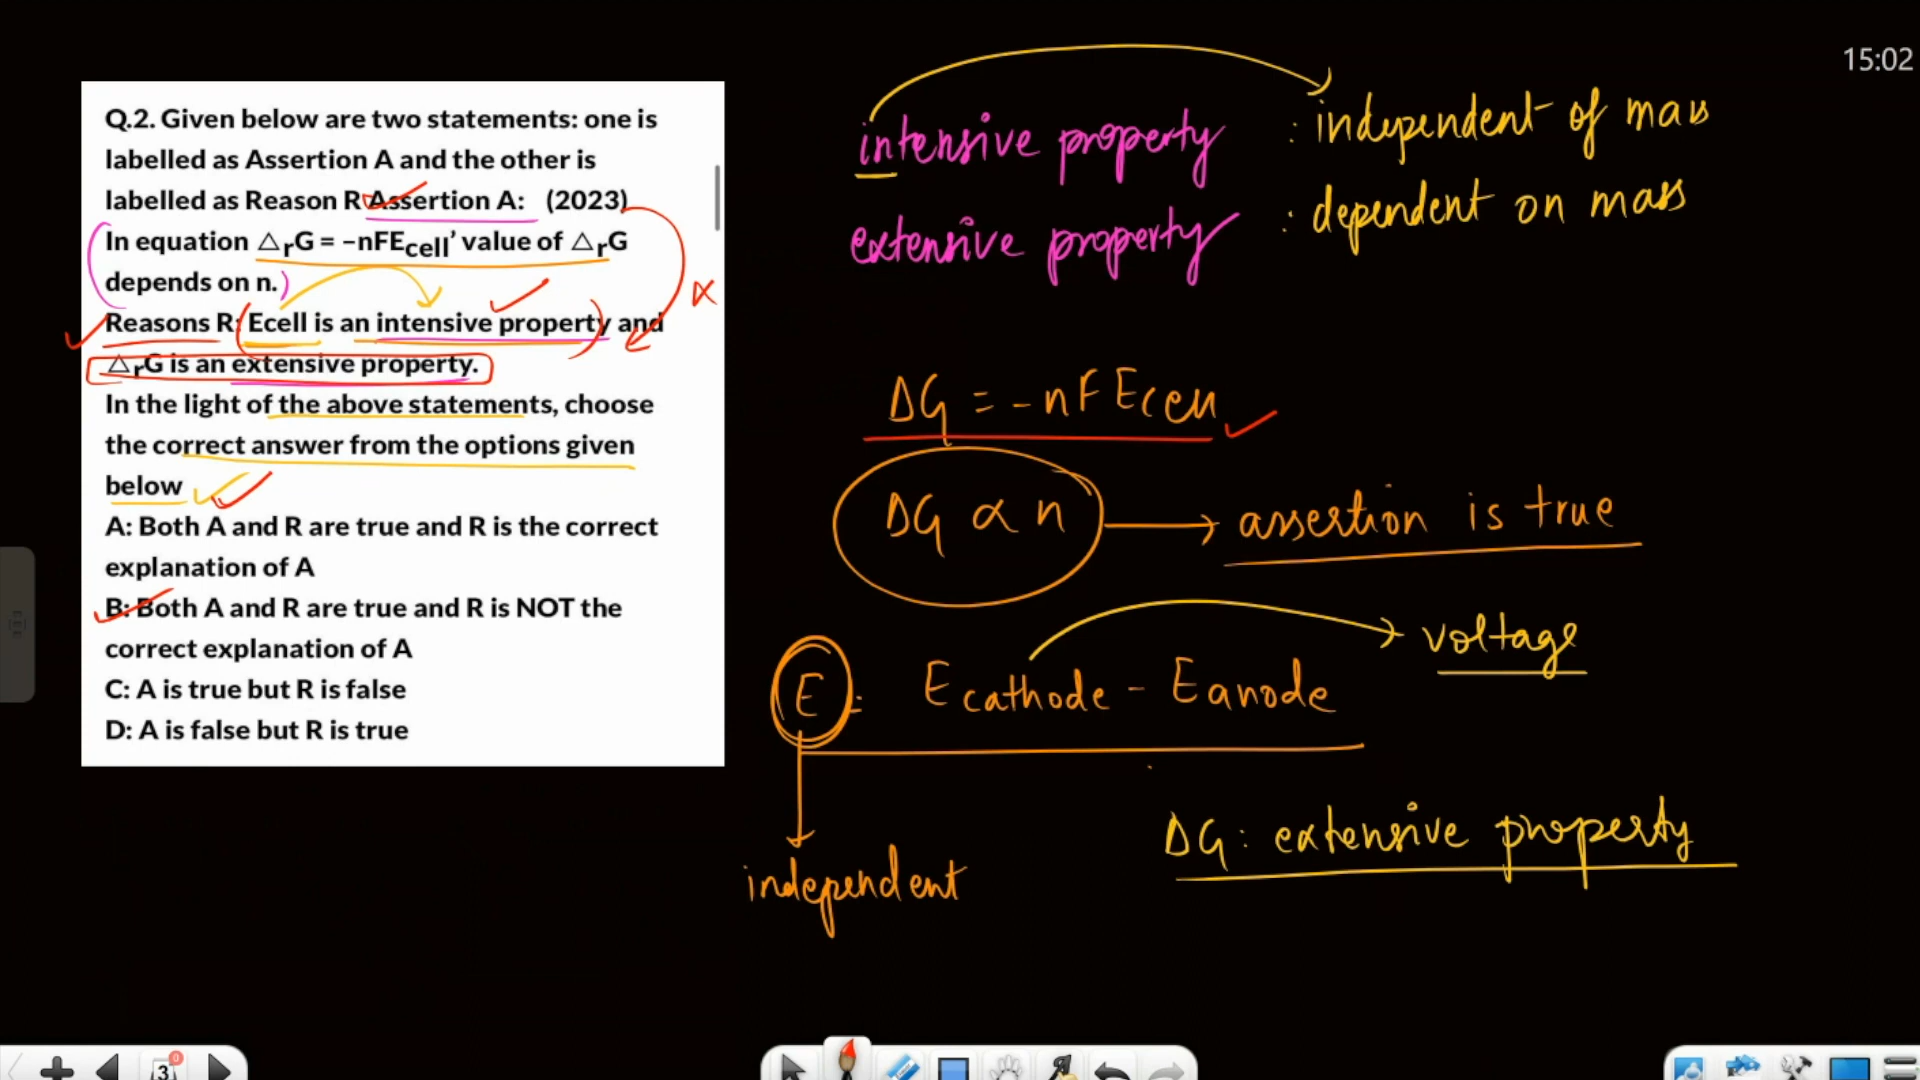 15:02
Q.2. Given below are two statements: one is
labelled as Assertion A and the other is
labelled as Reason R Assertion A: (2023)
In equation △rG = –nFEcell’ value of △rG
depends on n.
Reasons R: Ecell is an intensive property and
△rG is an extensive property.
In the light of the above statements, choose
the correct answer from the options given
below
A: Both A and R are true and R is the correct
explanation of A
B: Both A and R are true and R is NOT the
correct explanation of A
C: A is true but R is false
D: A is false but R is true
intensive property : independent of mass
extensive property : dependent on mass
ΔG = -nFEcell
ΔG ∝ n → assertion is true
voltage
E = Ecathode - Eanode
independent
ΔG : extensive property
3
0